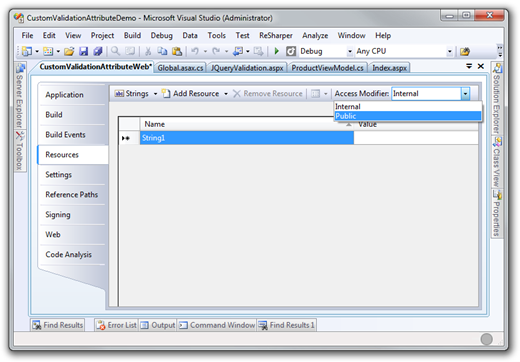 CustomValidationAttributeDemo - Microsoft Visual Studio (Administrator)
File Edit View Project Build Debug Data Tools Test ReSharper Analyze Window Help
Debug Any CPU
CustomValidationAttributeWeb* Global.asax.cs JQueryValidation.aspx ProductViewModel.cs Index.aspx
Server Explorer
Toolbox
Application
Build
Build Events
Resources
Settings
Reference Paths
Signing
Web
Code Analysis
ab Strings Add Resource Remove Resource Access Modifier: Internal
Internal
Public
Name Value
String1
Solution Explorer
Class View
Properties
Find Results Error List Output Command Window Find Results 1